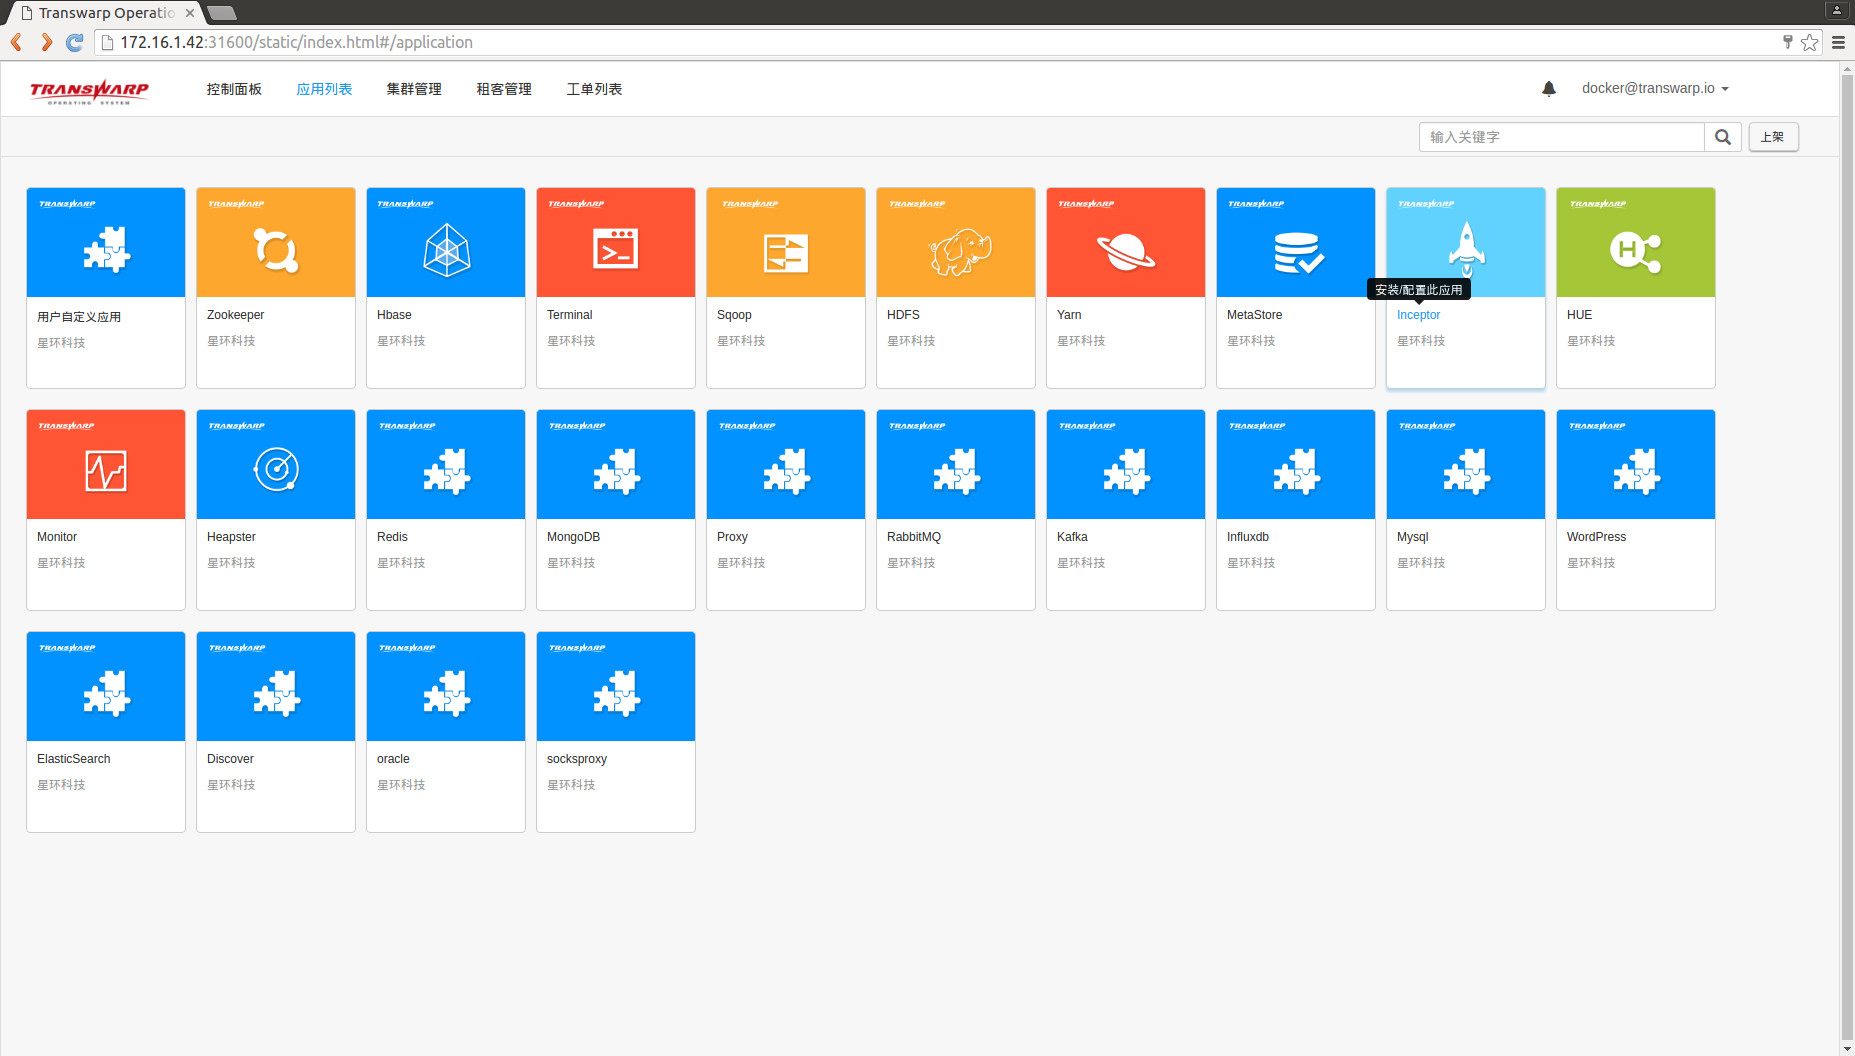 Transwarp Operatio
172.16.1.42:31600/static/index.html#/application
TRANSWARP
OPERATING SYSTEM
控制面板 应用列表 集群管理 租客管理 工单列表 docker@transwarp.io
输入关键字 上架
TRANSWARP TRANSWARP TRANSWARP TRANSWARP TRANSWARP TRANSWARP TRANSWARP TRANSWARP TRANSWARP TRANSWARP
H
安装/配置此应用
用户自定义应用 Zookeeper Hbase Terminal Sqoop HDFS Yarn MetaStore Inceptor HUE
星环科技 星环科技 星环科技 星环科技 星环科技 星环科技 星环科技 星环科技 星环科技 星环科技
TRANSWARP TRANSWARP TRANSWARP TRANSWARP TRANSWARP TRANSWARP TRANSWARP TRANSWARP TRANSWARP TRANSWARP
Monitor Heapster Redis MongoDB Proxy RabbitMQ Kafka Influxdb Mysql WordPress
星环科技 星环科技 星环科技 星环科技 星环科技 星环科技 星环科技 星环科技 星环科技 星环科技
TRANSWARP TRANSWARP TRANSWARP TRANSWARP
ElasticSearch Discover oracle socksproxy
星环科技 星环科技 星环科技 星环科技